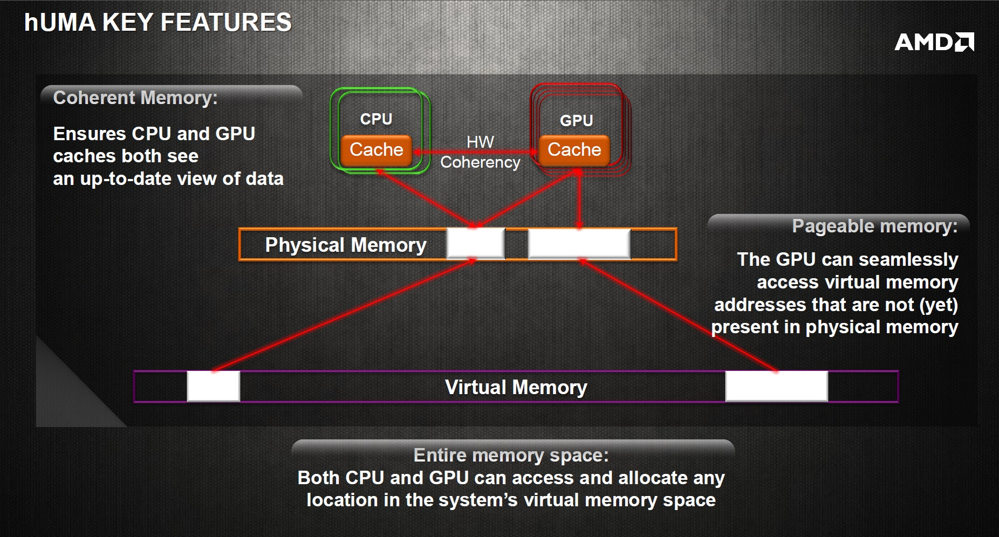 hUMA KEY FEATURES
AMD
Coherent Memory:
Ensures CPU and GPU
caches both see
an up-to-date view of data
CPU
Cache
HW
Coherency
GPU
Cache
Physical Memory
Pageable memory:
The GPU can seamlessly
access virtual memory
addresses that are not (yet)
present in physical memory
Virtual Memory
Entire memory space:
Both CPU and GPU can access and allocate any
location in the system’s virtual memory space